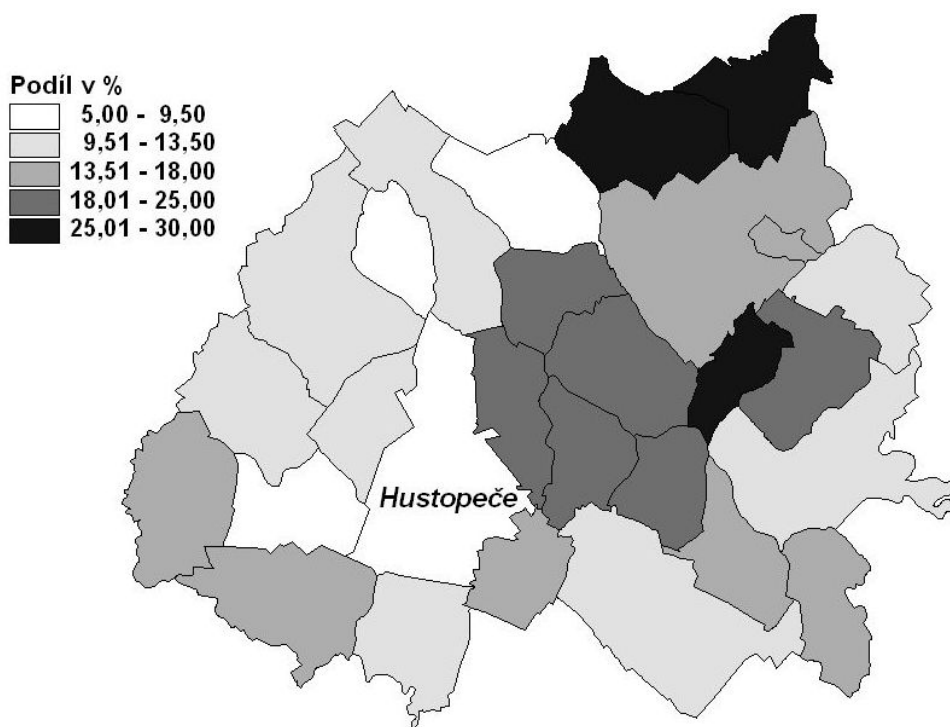 Podíl v %
5,00 - 9,50
9,51 - 13,50
13,51 - 18,00
18,01 - 25,00
25,01 - 30,00
Hustopeče